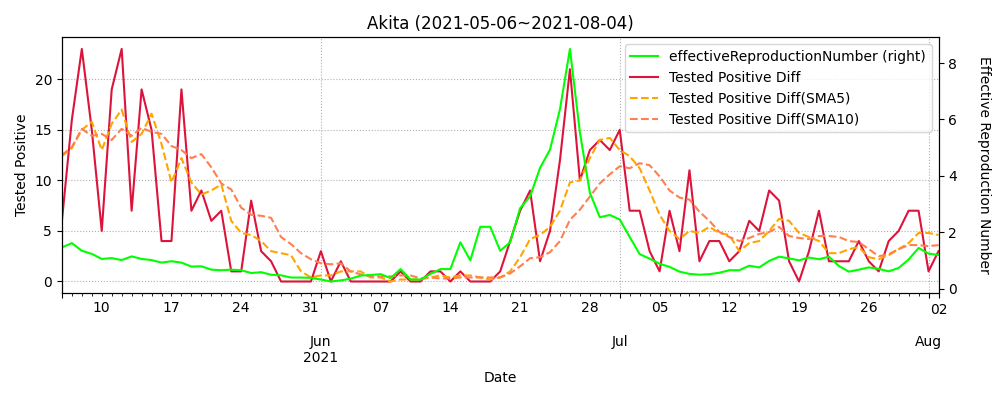 Akita (2021-05-06~2021-08-04)
effectiveReproductionNumber (right)
Tested Positive Diff
Tested Positive Diff(SMA5)
Tested Positive Diff(SMA10)
Tested Positive
20
15
10
5
0
Effective Reproduction Number
8
6
4
2
0
10 17 24 31 07 14 21 28 05 12 19 26 02
Jun Jul Aug
2021
Date